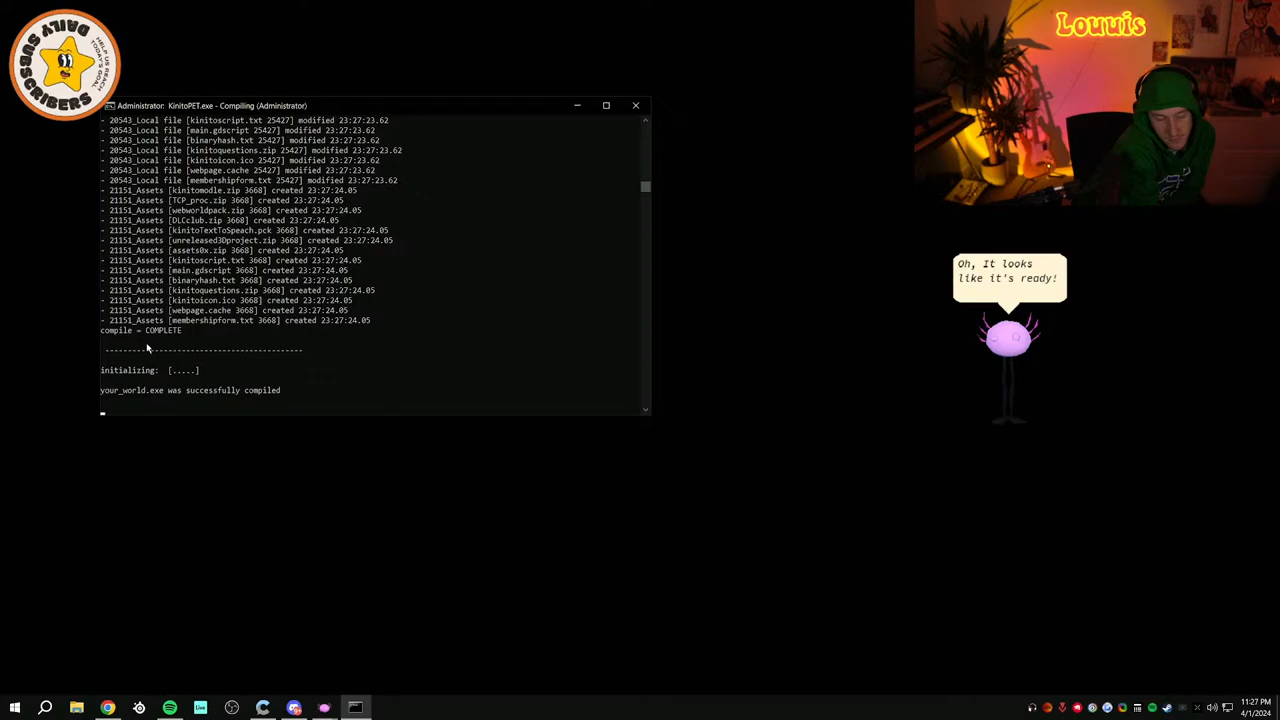 DAILY
SUBSCRIBERS
HELP US REACH
TODAY'S GOAL
Louuis
Administrator: KinitoPET.exe - Compiling (Administrator)
- 20543_Local file [kinitoscript.txt 25427] modified 23:27:23.62
- 20543_Local file [main.gdscript 25427] modified 23:27:23.62
- 20543_Local file [binaryhash.txt 25427] modified 23:27:23.62
- 20543_Local file [kinitoquestions.zip 25427] modified 23:27:23.62
- 20543_Local file [kinitoicon.ico 25427] modified 23:27:23.62
- 20543_Local file [webpage.cache 25427] modified 23:27:23.62
- 20543_Local file [membershipform.txt 25427] modified 23:27:23.62
- 21151_Assets [kinitomodle.zip 3668] created 23:27:24.05
- 21151_Assets [TCP_proc.zip 3668] created 23:27:24.05
- 21151_Assets [webworldpack.zip 3668] created 23:27:24.05
- 21151_Assets [DLCclub.zip 3668] created 23:27:24.05
- 21151_Assets [kinitoTextToSpeach.pck 3668] created 23:27:24.05
- 21151_Assets [unreleased3Dproject.zip 3668] created 23:27:24.05
- 21151_Assets [assets0x.zip 3668] created 23:27:24.05
- 21151_Assets [kinitoscript.txt 3668] created 23:27:24.05
- 21151_Assets [main.gdscript 3668] created 23:27:24.05
- 21151_Assets [binaryhash.txt 3668] created 23:27:24.05
- 21151_Assets [kinitoquestions.zip 3668] created 23:27:24.05
- 21151_Assets [kinitoicon.ico 3668] created 23:27:24.05
- 21151_Assets [webpage.cache 3668] created 23:27:24.05
- 21151_Assets [membershipform.txt 3668] created 23:27:24.05
compile = COMPLETE
--------------------------------------------
initializing: [.....]
your_world.exe was successfully compiled
Oh, It looks
like it's ready!
Live
11:27 PM
4/1/2024